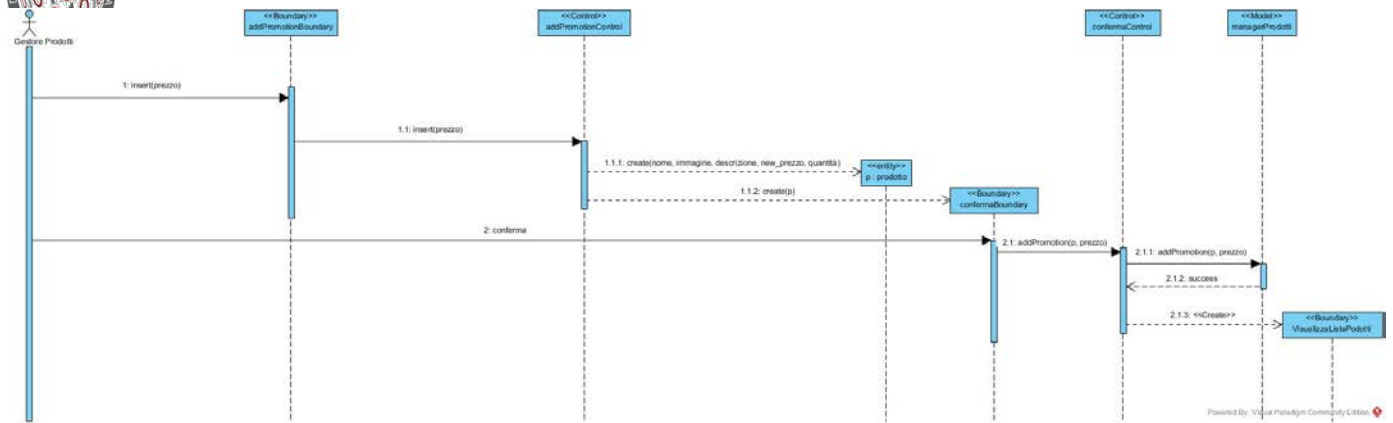 <<Boundary>>
addPromotionBoundary
<<Control>>
addPromotionControl
<<Control>>
confermaControl
<<Model>>
managerProdotti
Gestore Prodotti
1: insert(prezzo)
1.1: insert(prezzo)
1.1.1: create(nome, immagine, descrizione, new_prezzo, quantità)
<<entity>>
p : prodotto
1.1.2: create(p)
<<Boundary>>
confermaBoundary
2: conferma
2.1: addPromotion(p, prezzo)
2.1.1: addPromotion(p, prezzo)
2.1.2: success
2.1.3: <<Create>>
<<Boundary>>
VisualizzaListaPodotti
Powered By Visual Paradigm Community Edition